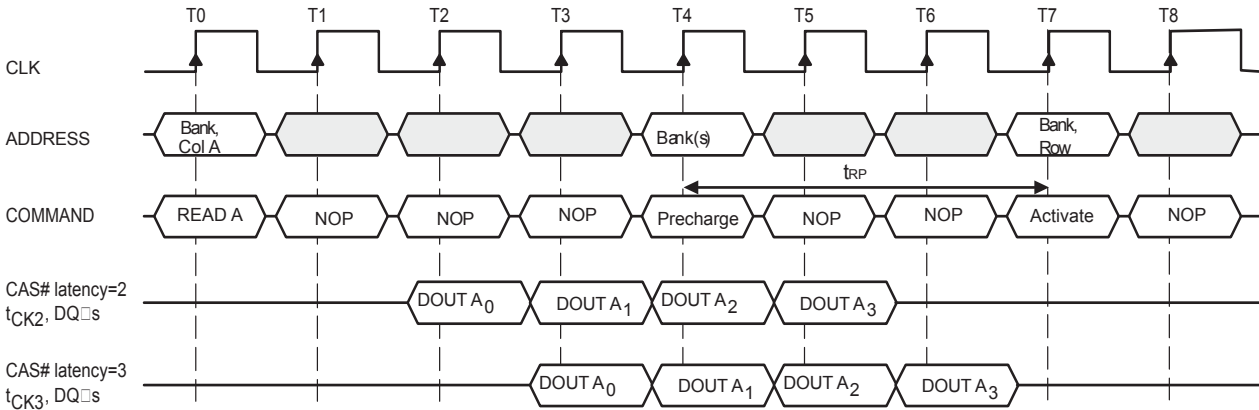 T0 T1 T2 T3 T4 T5 T6 T7 T8
CLK
ADDRESS
Bank, Col A
Bank(s)
Bank, Row
tRP
COMMAND
READ A NOP NOP NOP Precharge NOP NOP Activate NOP
CAS# latency=2
tCK2, DQ□s
DOUT A0 DOUT A1 DOUT A2 DOUT A3
CAS# latency=3
tCK3, DQ□s
DOUT A0 DOUT A1 DOUT A2 DOUT A3